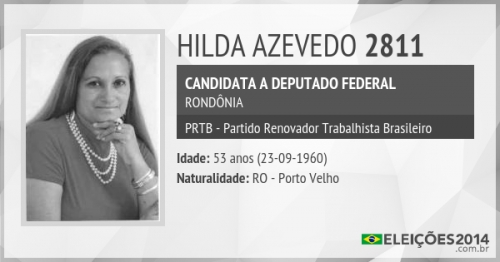 HILDA AZEVEDO 2811
CANDIDATA A DEPUTADO FEDERAL
RONDÔNIA
PRTB - Partido Renovador Trabalhista Brasileiro
Idade: 53 anos (23-09-1960)
Naturalidade: RO - Porto Velho
ELEIÇÕES2014
.com.br